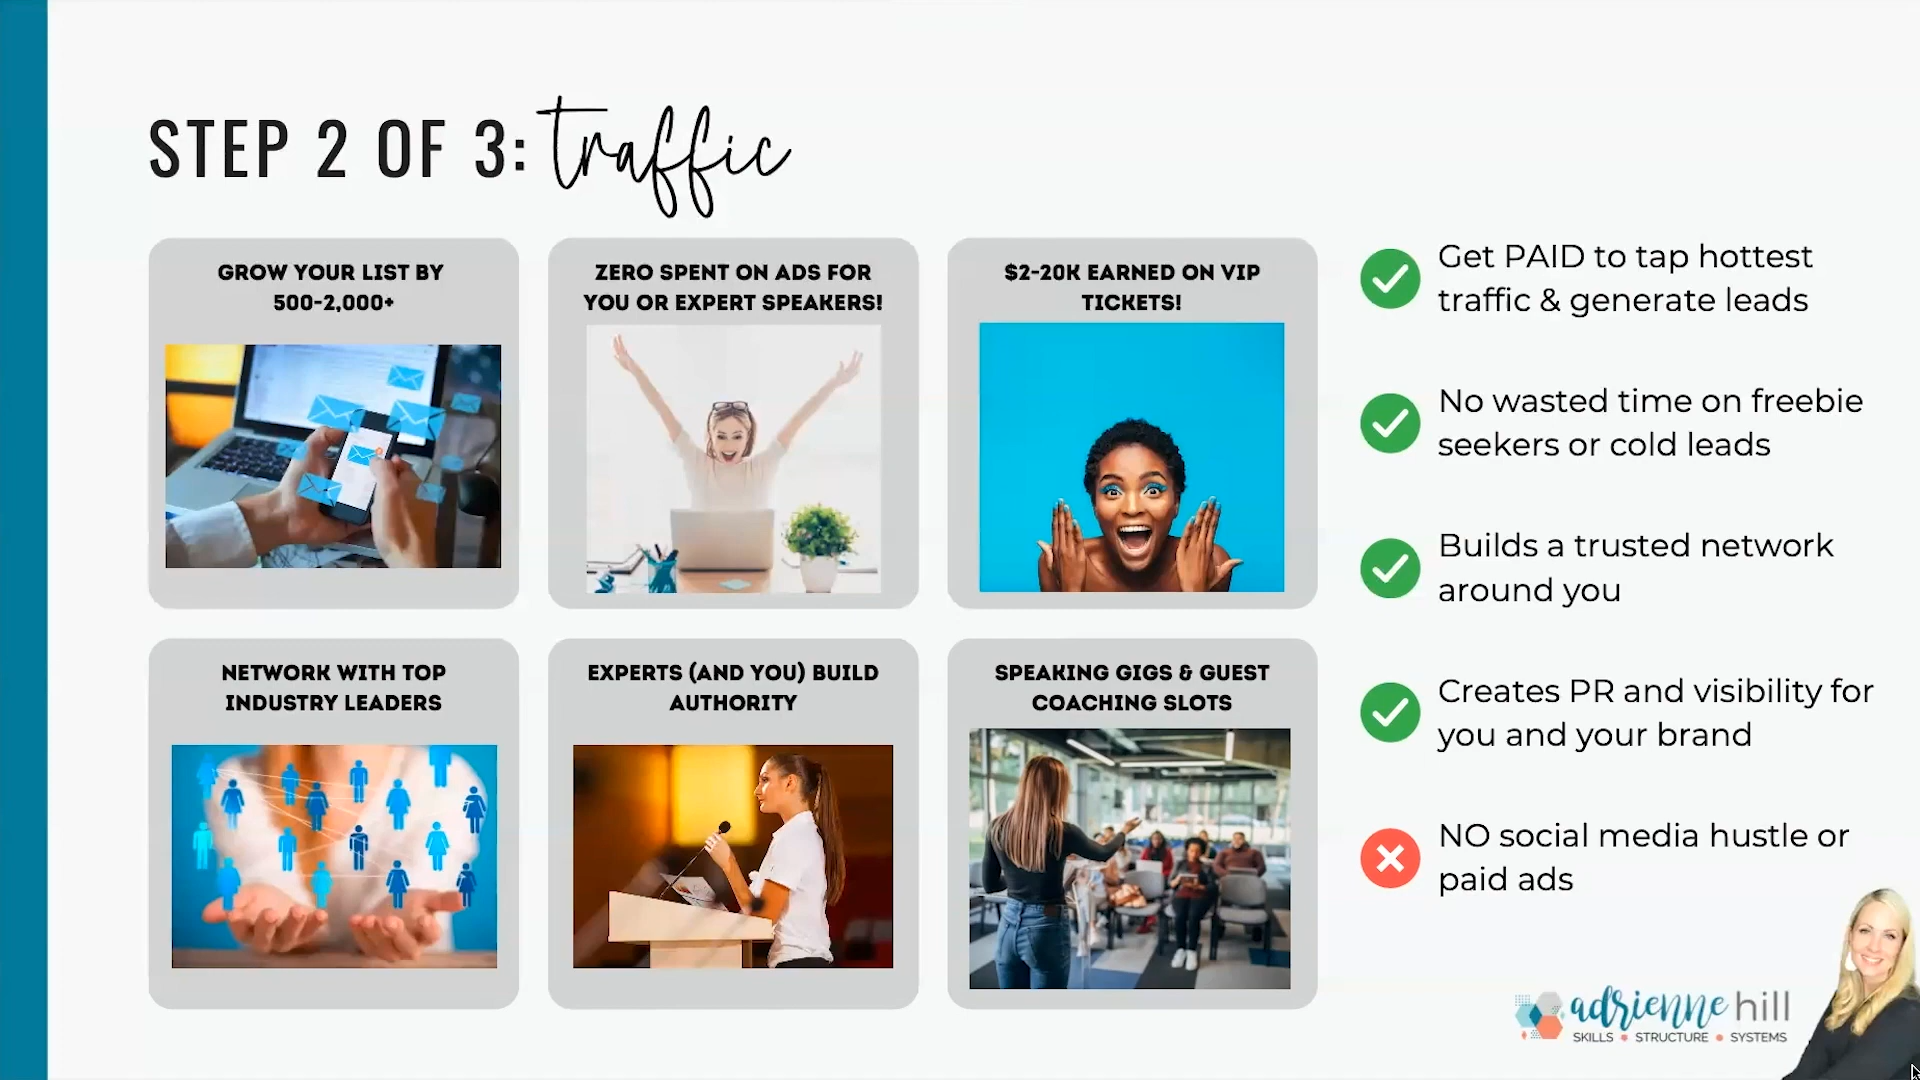 STEP 2 OF 3: traffic
GROW YOUR LIST BY
500-2,000+
ZERO SPENT ON ADS FOR
YOU OR EXPERT SPEAKERS!
$2-20K EARNED ON VIP
TICKETS!
NETWORK WITH TOP
INDUSTRY LEADERS
EXPERTS (AND YOU) BUILD
AUTHORITY
SPEAKING GIGS & GUEST
COACHING SLOTS
Get PAID to tap hottest
traffic & generate leads
No wasted time on freebie
seekers or cold leads
Builds a trusted network
around you
Creates PR and visibility for
you and your brand
NO social media hustle or
paid ads
adrienne hill
SKILLS • STRUCTURE • SYSTEMS